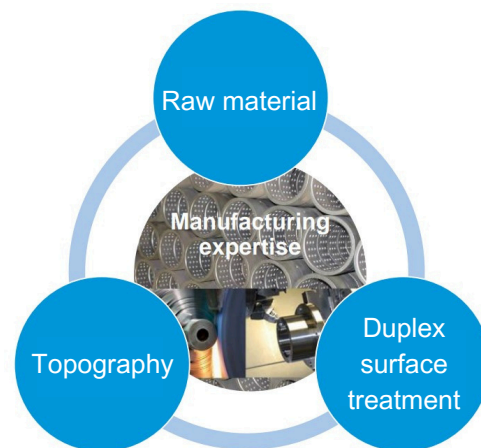 Raw material
Manufacturing
expertise
Topography
Duplex
surface
treatment